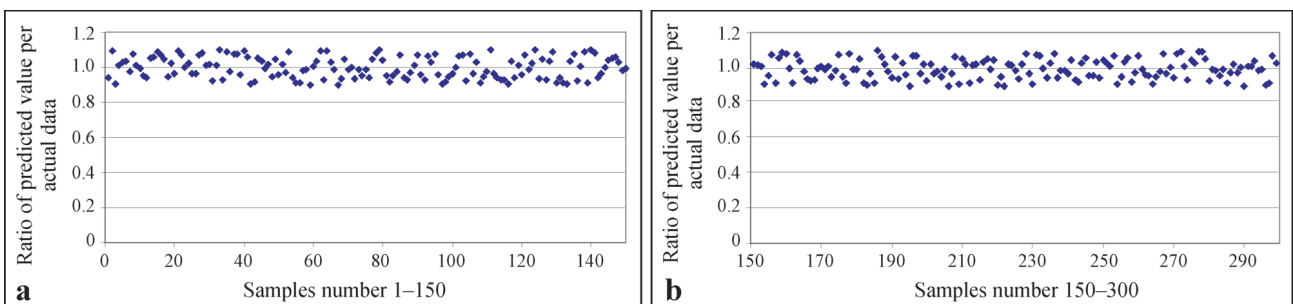 Ratio of predicted value per
actual data
1.2
1.0
0.8
0.6
0.4
0.2
0
0 20 40 60 80 100 120 140
Samples number 1–150
a
Ratio of predicted value per
actual data
1.2
1.0
0.8
0.6
0.4
0.2
0
150 170 190 210 230 250 270 290
Samples number 150–300
b